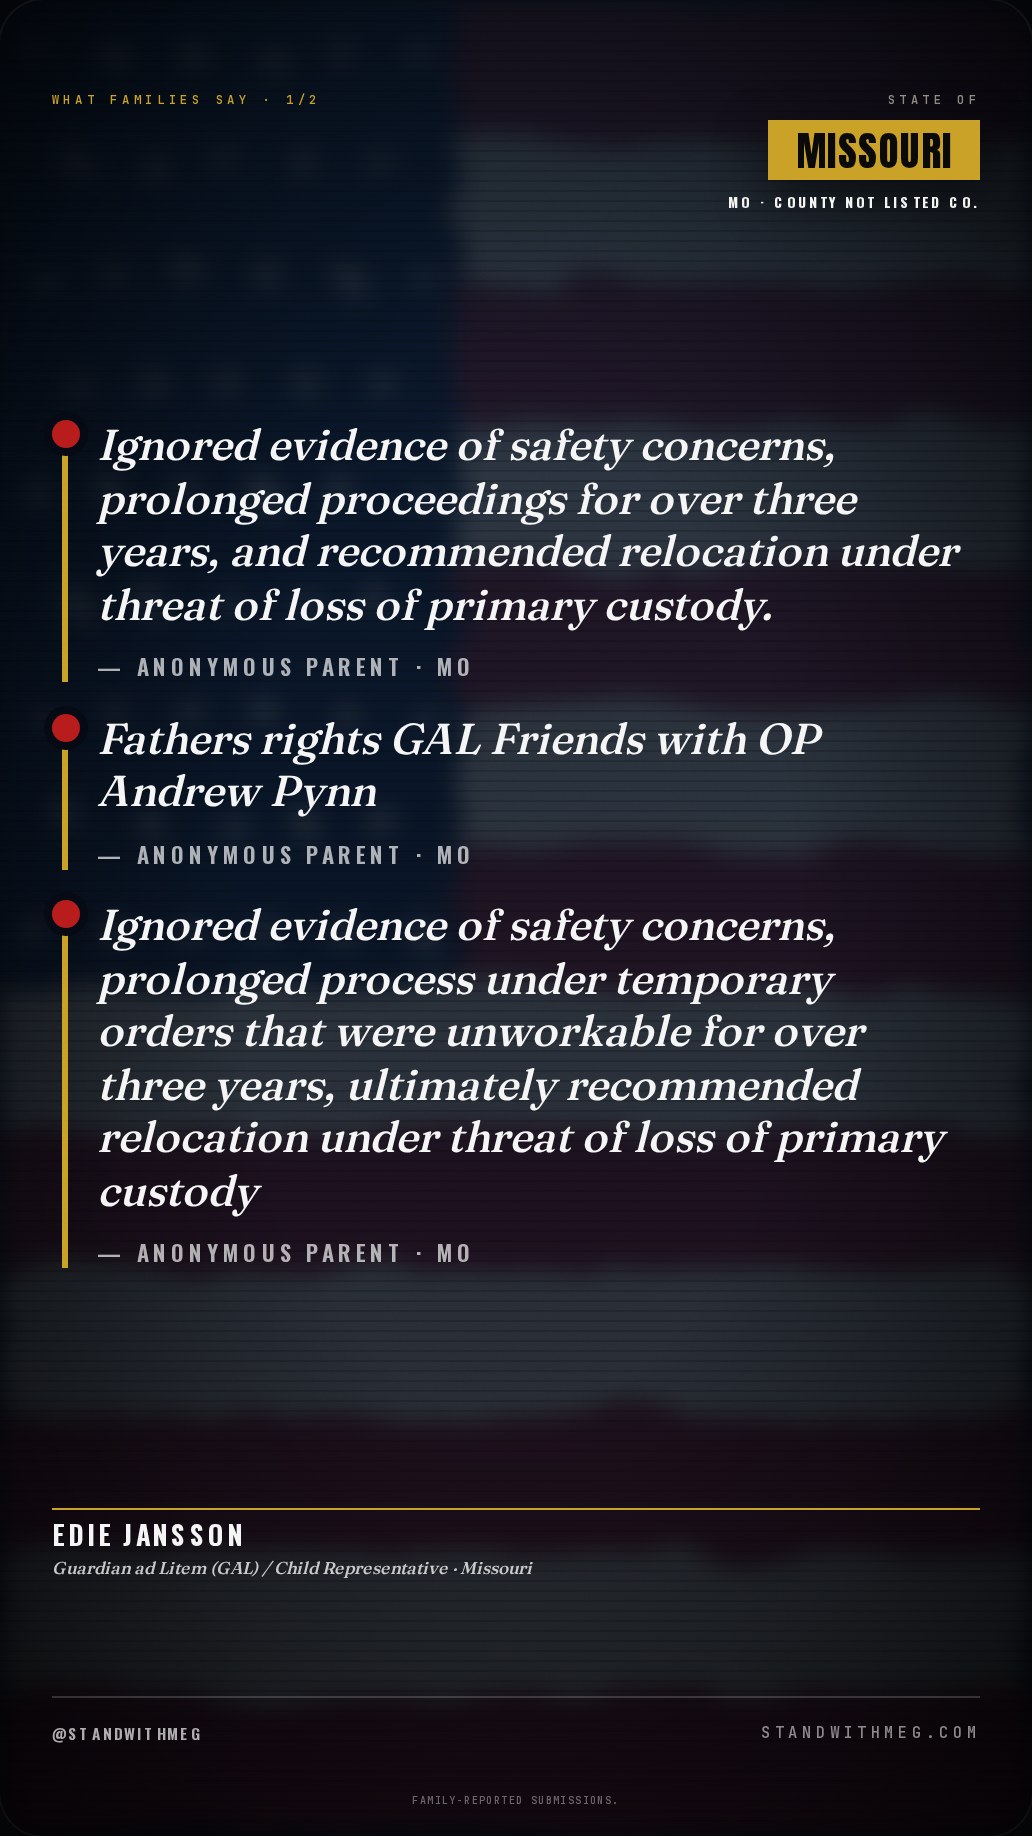 WHAT FAMILIES SAY · 1/2
STATE OF
MISSOURI
MO · COUNTY NOT LISTED CO.
Ignored evidence of safety concerns,
prolonged proceedings for over three
years, and recommended relocation under
threat of loss of primary custody.
— ANONYMOUS PARENT · MO
Fathers rights GAL Friends with OP
Andrew Pynn
— ANONYMOUS PARENT · MO
Ignored evidence of safety concerns,
prolonged process under temporary
orders that were unworkable for over
three years, ultimately recommended
relocation under threat of loss of primary
custody
— ANONYMOUS PARENT · MO
EDIE JANSSON
Guardian ad Litem (GAL) / Child Representative · Missouri
@STANDWITHMEG
STANDWITHMEG.COM
FAMILY-REPORTED SUBMISSIONS.